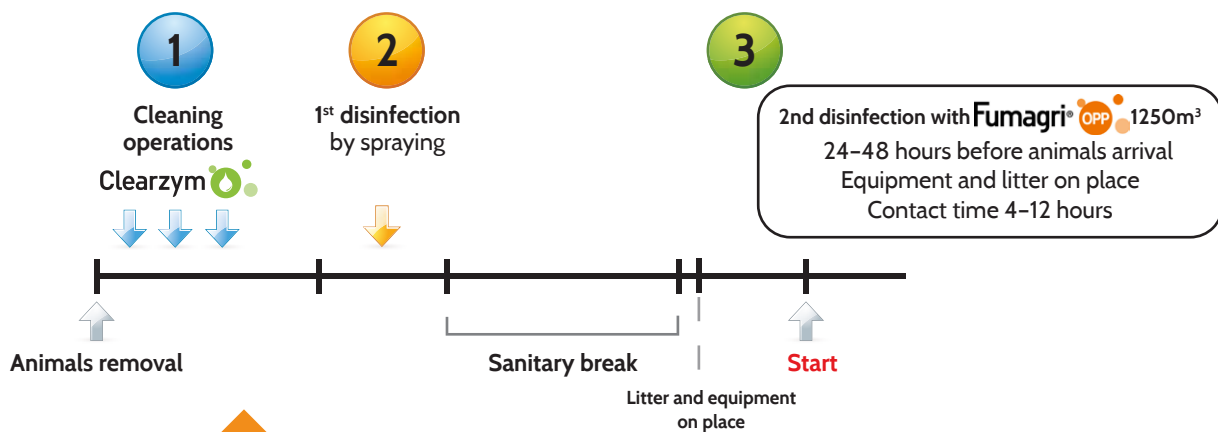 1
Cleaning
operations
Clearzym
2
1st disinfection
by spraying
3
2nd disinfection with Fumagri® OPP 1250m³
24–48 hours before animals arrival
Equipment and litter on place
Contact time 4–12 hours
Animals removal
Sanitary break
Litter and equipment
on place
Start